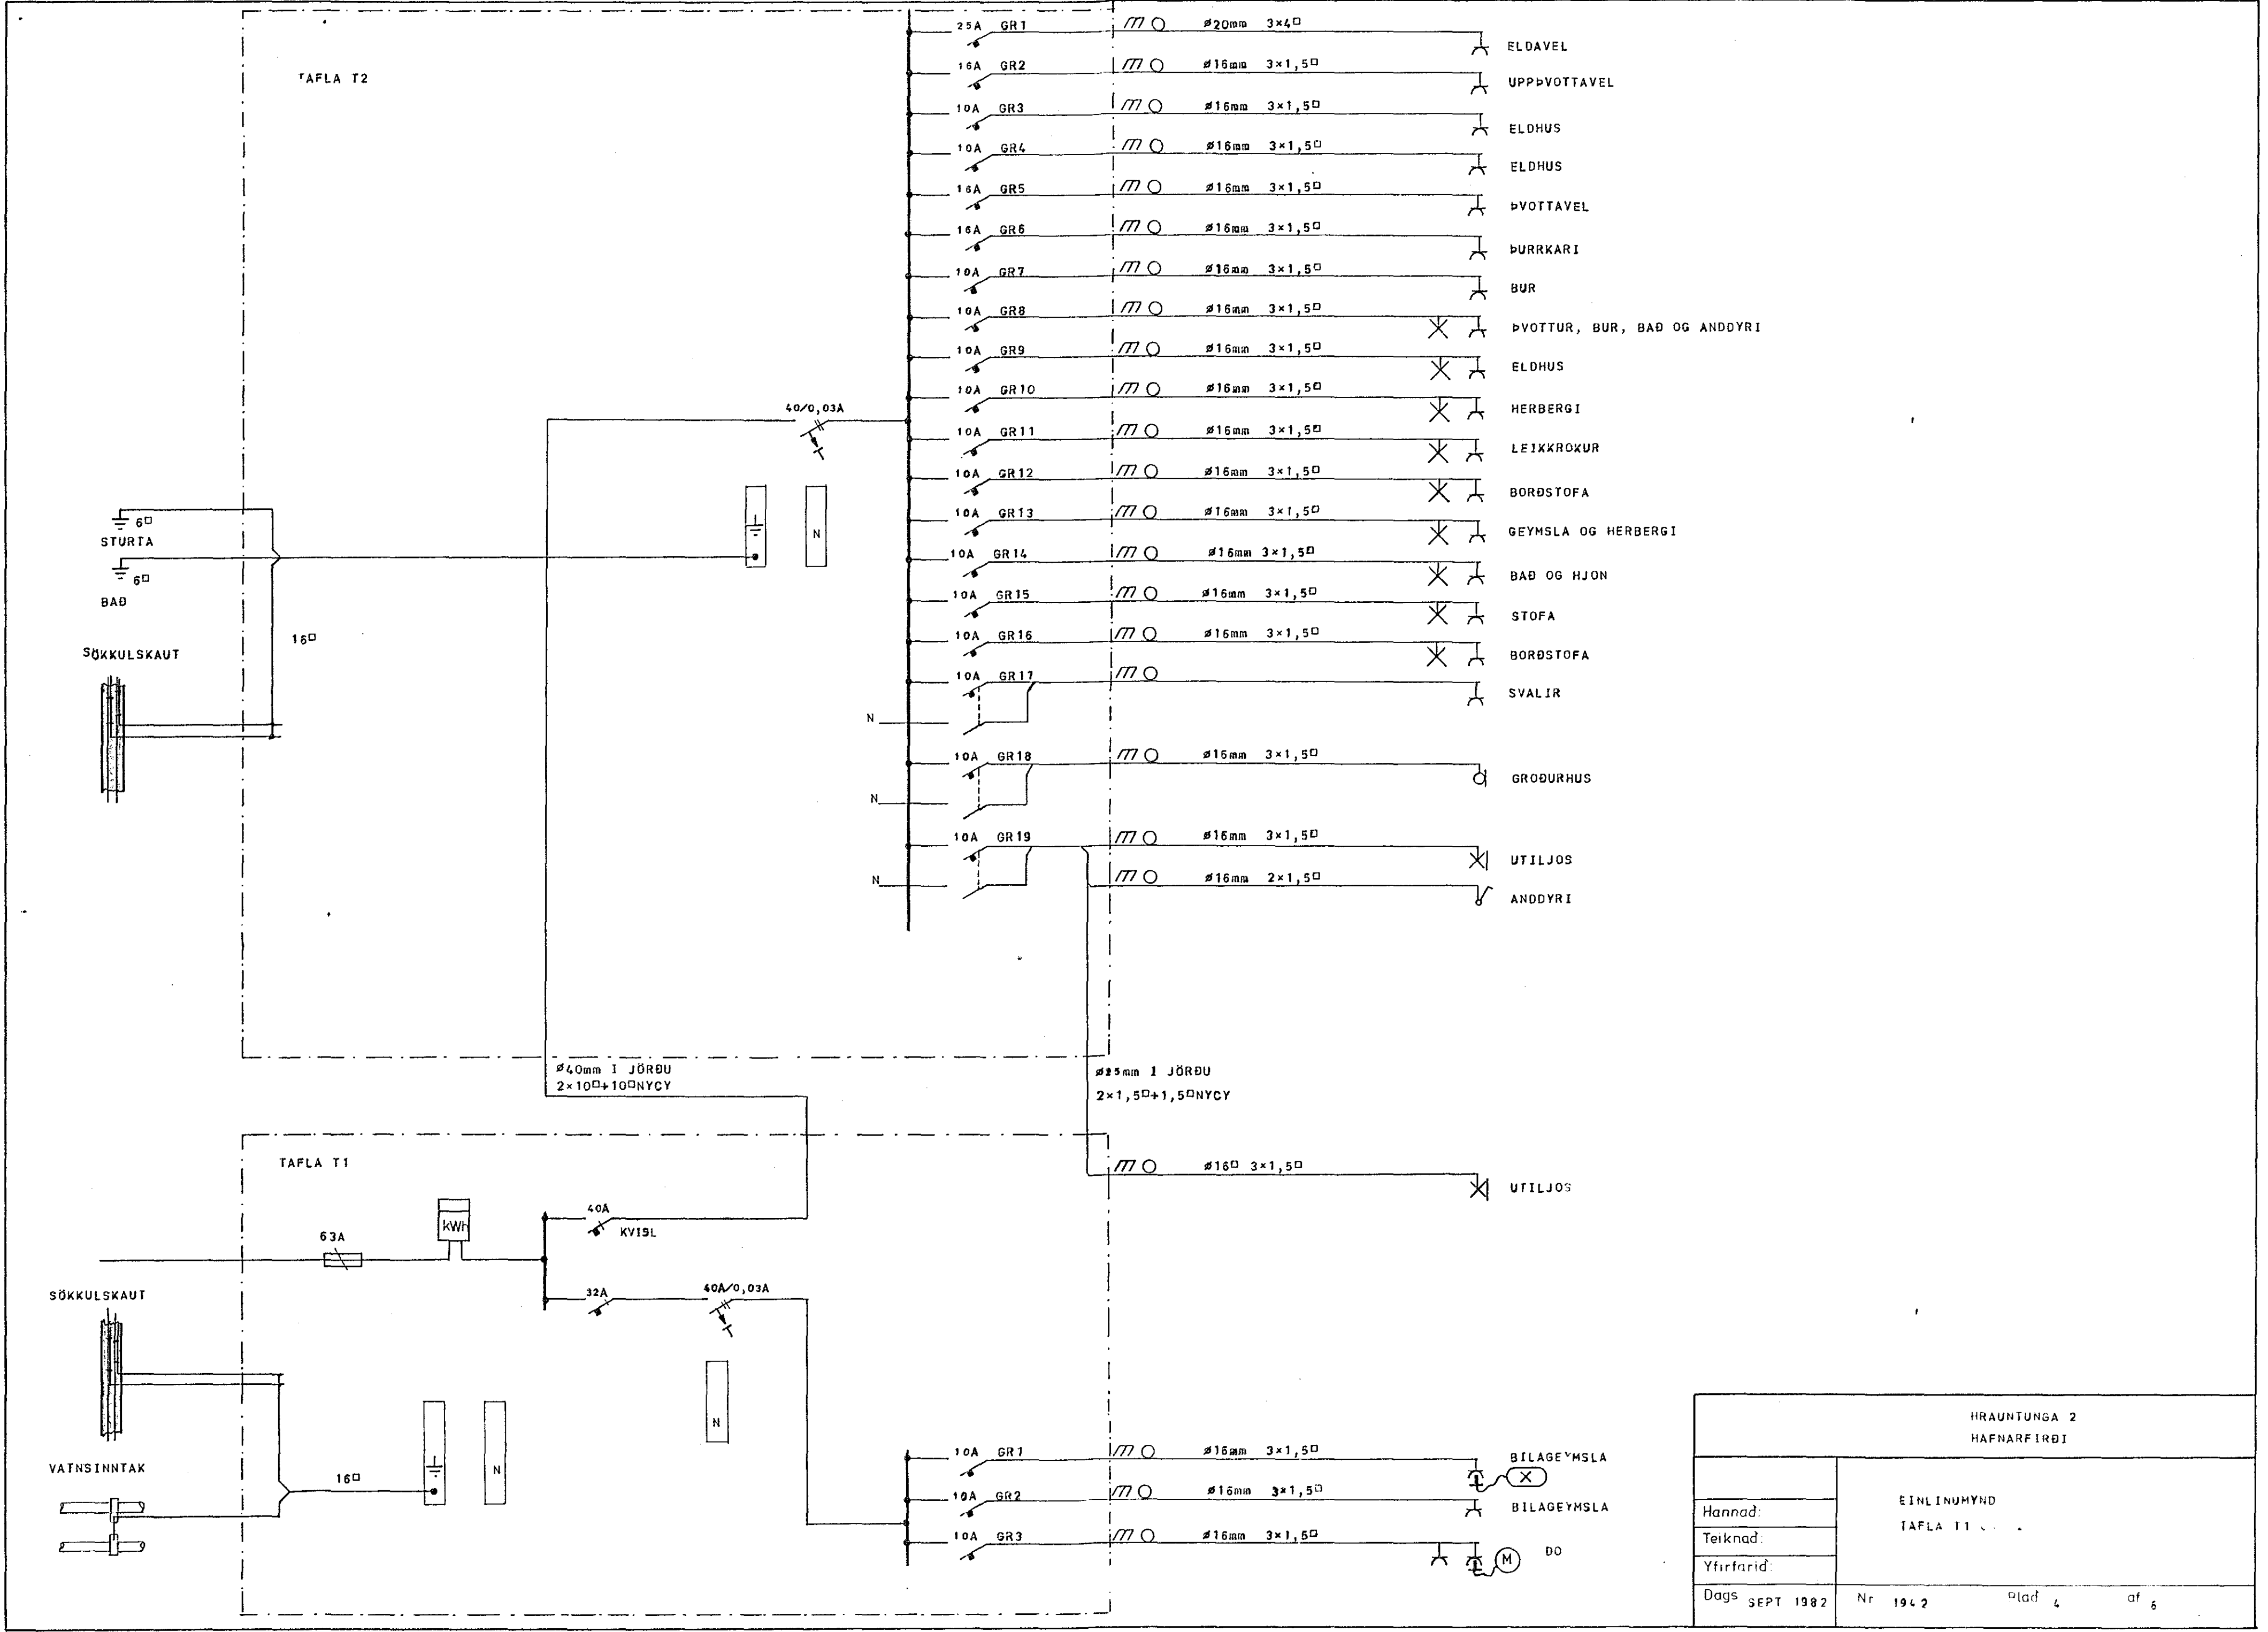 TAFLA T2
25A GR1 ø20mm 3×4□ ELDAVEL
16A GR2 ø16mm 3×1,5□ UPPÞVOTTAVEL
10A GR3 ø16mm 3×1,5□ ELDHUS
10A GR4 ø16mm 3×1,5□ ELDHUS
16A GR5 ø16mm 3×1,5□ ÞVOTTAVEL
16A GR6 ø16mm 3×1,5□ ÞURRKARI
10A GR7 ø16mm 3×1,5□ BUR
10A GR8 ø16mm 3×1,5□ ÞVOTTUR, BUR, BAÐ OG ANDDYRI
10A GR9 ø16mm 3×1,5□ ELDHUS
10A GR10 ø16mm 3×1,5□ HERBERGI
40/0,03A
10A GR11 ø16mm 3×1,5□ LEIKKROKUR
10A GR12 ø16mm 3×1,5□ BORÐSTOFA
10A GR13 ø16mm 3×1,5□ GEYMSLA OG HERBERGI
N
10A GR14 ø16mm 3×1,5□ BAÐ OG HJON
10A GR15 ø16mm 3×1,5□ STOFA
10A GR16 ø16mm 3×1,5□ BORÐSTOFA
10A GR17 SVALIR
N
10A GR18 ø16mm 3×1,5□ GROÐURHUS
N
10A GR19 ø16mm 3×1,5□ UTILJOS
N ø16mm 2×1,5□ ANDDYRI
6□
STURTA
6□
BAÐ
16□
SÖKKULSKAUT
ø40mm I JÖRÐU
2×10□+10□NYCY
ø25mm I JÖRÐU
2×1,5□+1,5□NYCY
TAFLA T1
ø16□ 3×1,5□ UTILJOS
kWh
40A
KVISL
63A
32A
40A/0,03A
SÖKKULSKAUT
N
VATNSINNTAK
16□
N
10A GR1 ø16mm 3×1,5□ BILAGEYMSLA
X
10A GR2 ø16mm 3×1,5□ BILAGEYMSLA
10A GR3 ø16mm 3×1,5□ DO
M
HRAUNTUNGA 2
HAFNARFIRÐI
EINLINUMYND
TAFLA T1
Hannað:
Teiknað:
Yfirfarið:
Dags SEPT 1982 Nr 1942 Blað 4 af 6